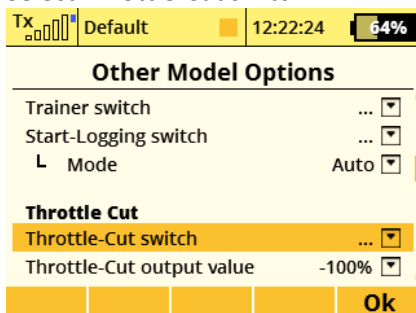 Tx Default 12:22:24 64%
Other Model Options
Trainer switch ...
Start-Logging switch ...
Mode Auto
Throttle Cut
Throttle-Cut switch ...
Throttle-Cut output value -100%
Ok